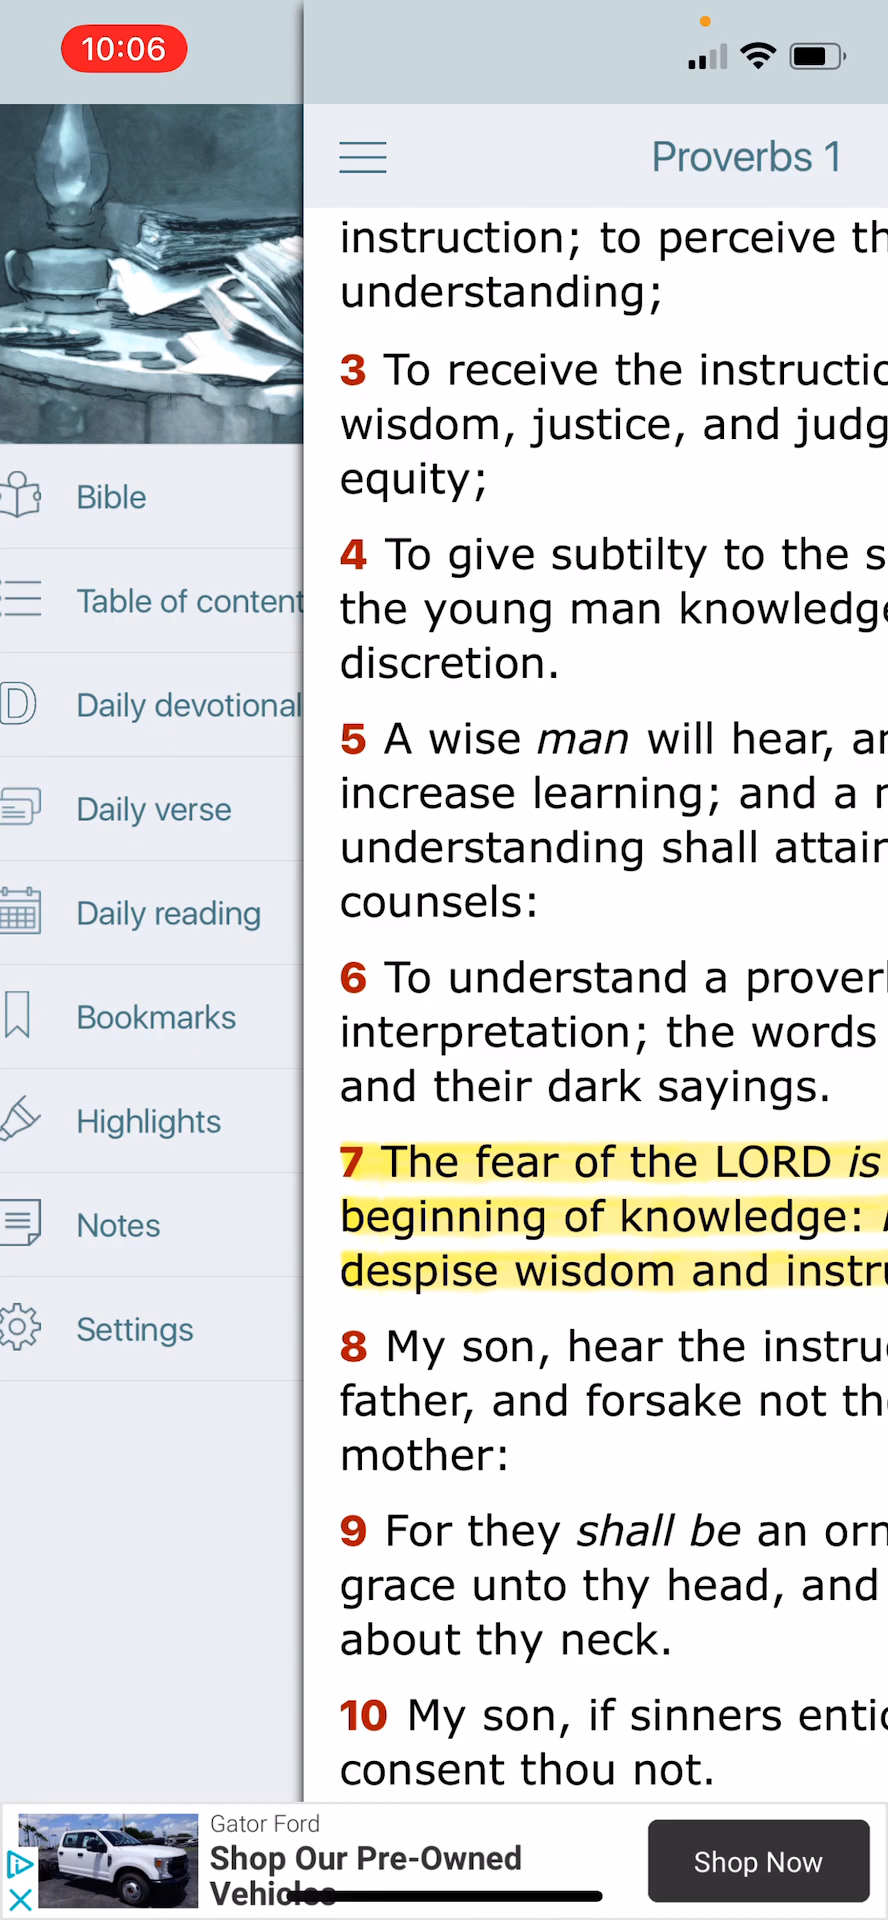 10:06
Proverbs 1
Bible
Table of content
Daily devotional
Daily verse
Daily reading
Bookmarks
Highlights
Notes
Settings
instruction; to perceive th
understanding;
3 To receive the instructio
wisdom, justice, and judg
equity;
4 To give subtilty to the s
the young man knowledge
discretion.
5 A wise man will hear, an
increase learning; and a
understanding shall attain
counsels:
6 To understand a prover
interpretation; the words
and their dark sayings.
7 The fear of the LORD is
beginning of knowledge:
despise wisdom and instru
8 My son, hear the instru
father, and forsake not th
mother:
9 For they shall be an orn
grace unto thy head, and
about thy neck.
10 My son, if sinners entic
consent thou not.
Gator Ford
Shop Our Pre-Owned
Vehicles
Shop Now